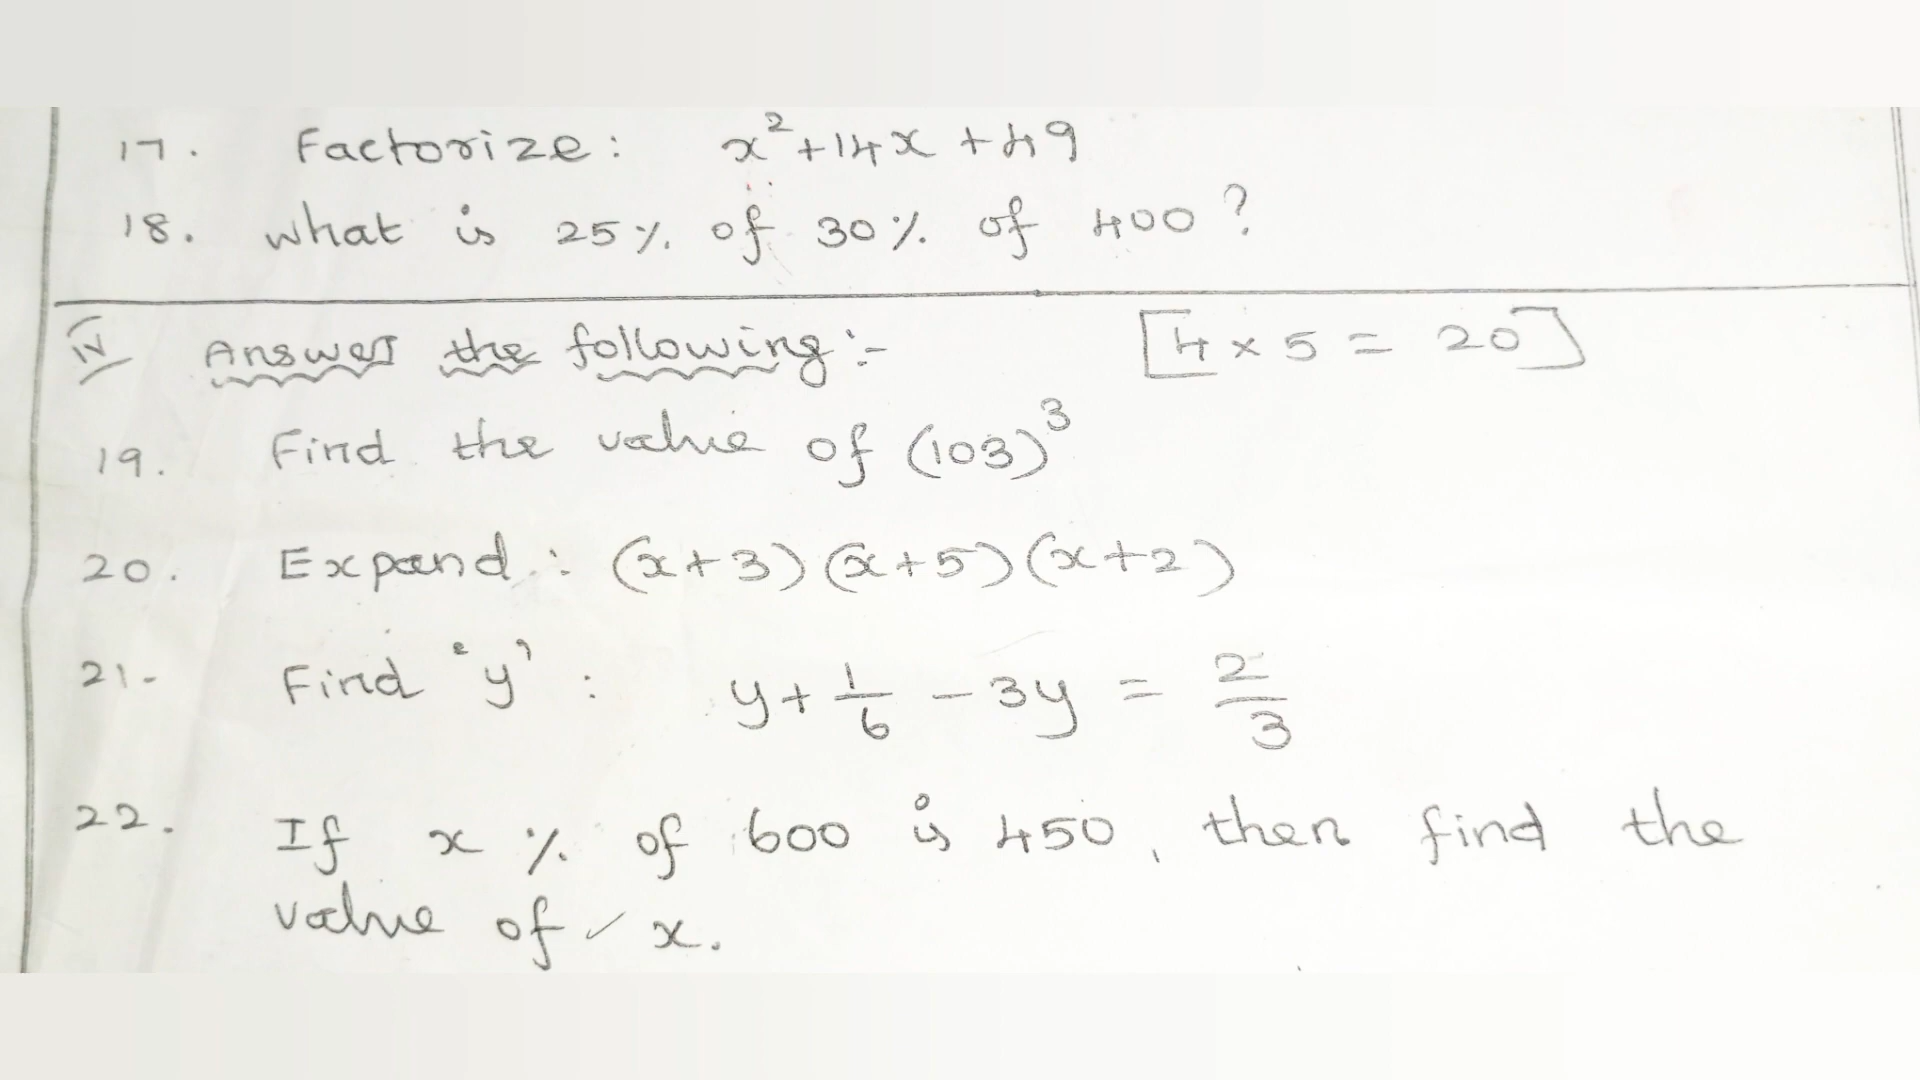 17. Factorize: x² + 14x + 49
18. what is 25% of 30% of 400?
IV Answer the following:- [4 x 5 = 20]
19. Find the value of (103)³
20. Expand: (x+3)(x+5)(x+2)
21- Find 'y': y + 1/6 - 3y = 2/3
22. If x % of 600 is 450, then find the
value of x.